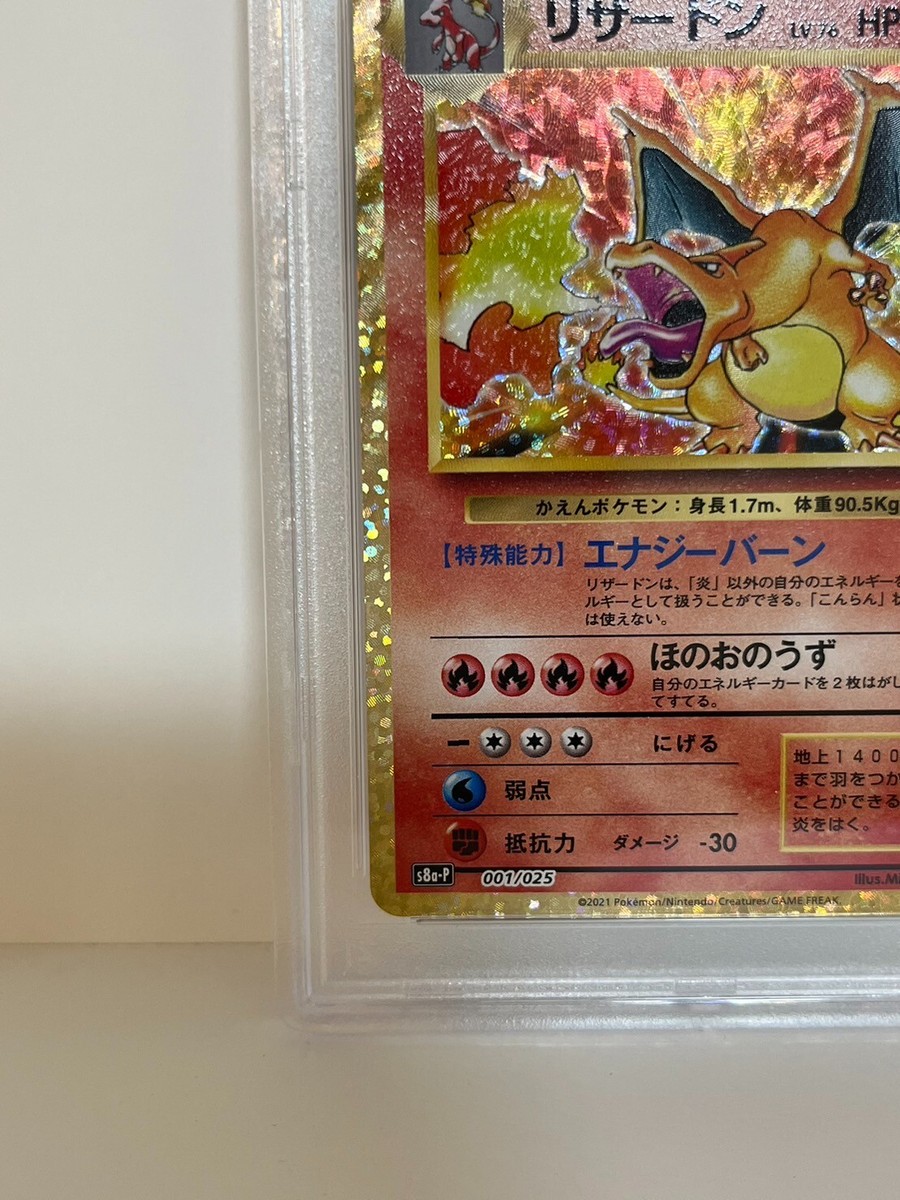 リザードン LV76 HP
かえんポケモン：身長1.7m、体重90.5Kg
【特殊能力】エナジーバーン
リザードンは、「炎」以外の自分のエネルギーを
ルギーとして扱うことができる。「こんらん」状
は使えない。
ほのおのうず
自分のエネルギーカードを２枚はがし
てすてる。
にげる
弱点
抵抗力 ダメージ -30
地上１４００
まで羽をつか
ことができる
炎をはく。
s8a-P 001/025 Illus.M
©2021 Pokémon/Nintendo/Creatures/GAME FREAK.